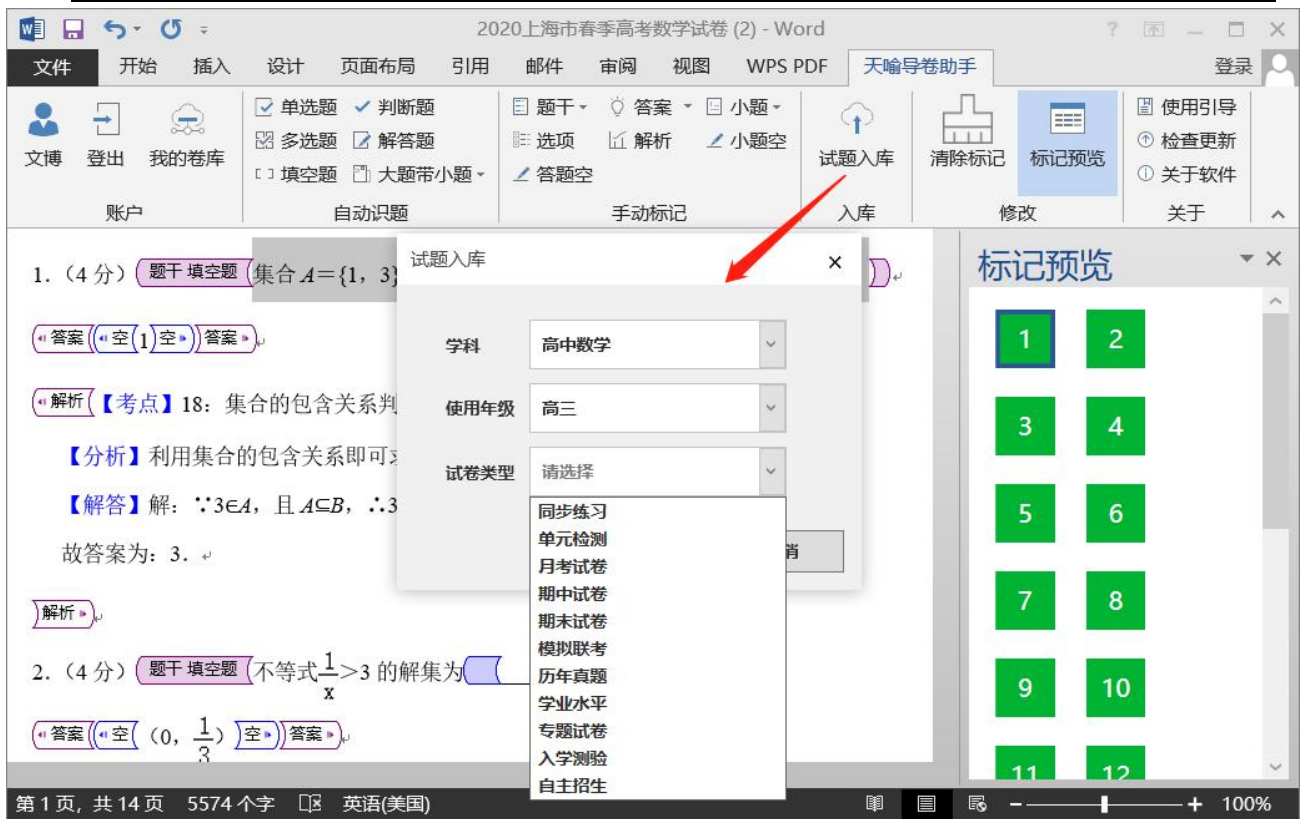 2020上海市春季高考数学试卷 (2) - Word
文件 开始 插入 设计 页面布局 引用 邮件 审阅 视图 WPS PDF 天喻导卷助手 登录
单选题 判断题 题干 答案 小题 使用引导
多选题 解答题 选项 解析 小题空 检查更新
文博 登出 我的卷库 试题入库 清除标记 标记预览
填空题 大题带小题 答题空 关于软件
账户 自动识题 手动标记 入库 修改 关于
试题入库
标记预览
1.（4 分） 题干 填空题 集合 A＝{1，3}
答案 空 1 空 答案
解析 【考点】18：集合的包含关系判
【分析】利用集合的包含关系即可
【解答】解：∵3∈A，且 A⊆B，∴3
故答案为：3．
解析
2.（4 分） 题干 填空题 不等式 1/x >3 的解集为
答案 空 （0，1/3） 空 答案
学科 高中数学
使用年级 高三
试卷类型 请选择
同步练习
单元检测
月考试卷
期中试卷
期末试卷
模拟联考
历年真题
学业水平
专题试卷
入学测验
自主招生
1 2
3 4
5 6
7 8
9 10
11 12
第 1 页，共 14 页 5574 个字 英语(美国) 100%